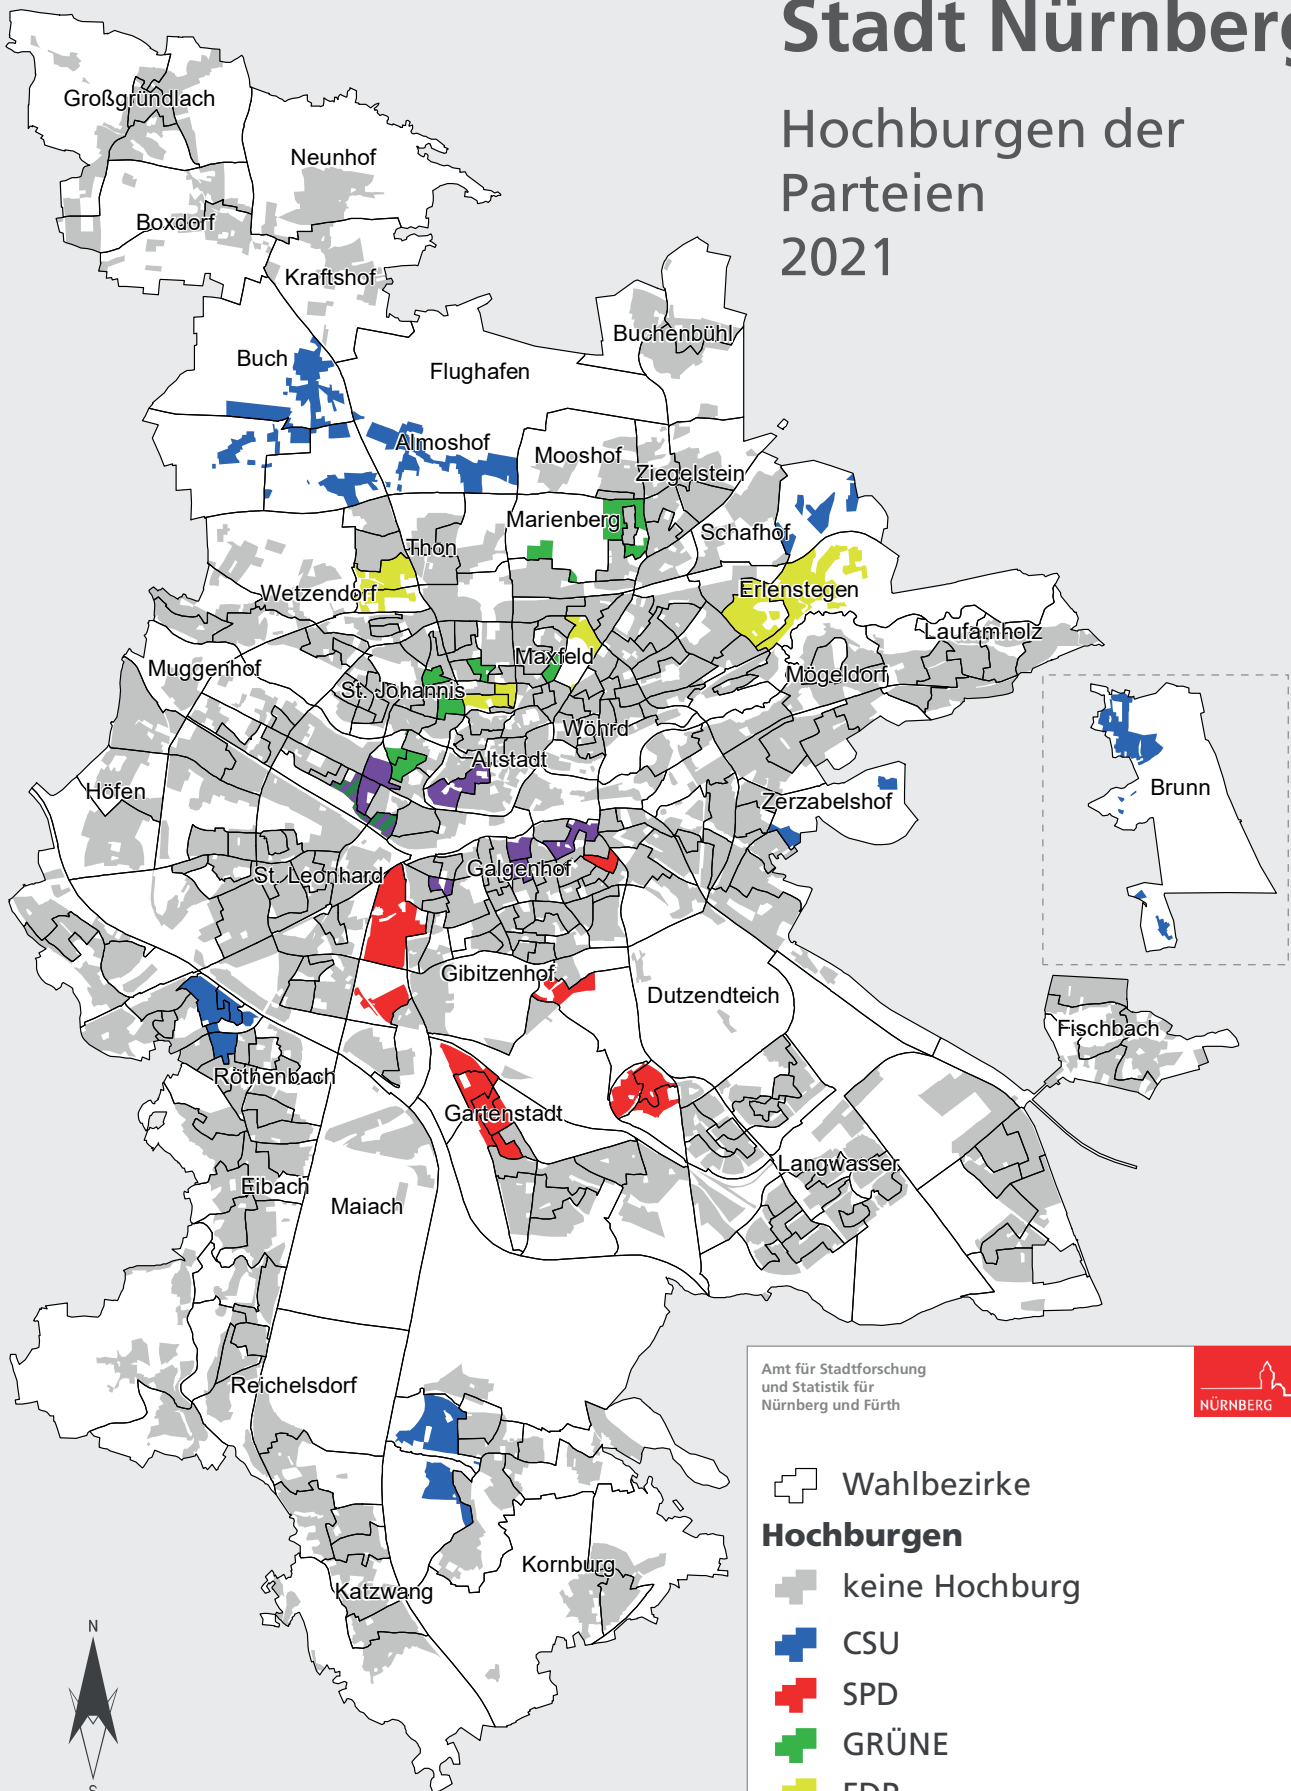 Stadt Nürnberg
Hochburgen der
Parteien
2021
Großgründlach
Neunhof
Boxdorf
Kraftshof
Buchenbühl
Buch
Flughafen
Almoshof
Mooshof
Ziegelstein
Marienberg
Schafhof
Thon
Wetzendorf
Erlenstegen
Laufamholz
Maxfeld
Muggenhof
Mögeldorf
St. Johannis
Wöhrd
Altstadt
Höfen
Zerzabelshof
Brunn
St. Leonhard
Galgenhof
Gibitzenhof
Dutzendteich
Fischbach
Röthenbach
Gartenstadt
Langwasser
Eibach
Maiach
Reichelsdorf
Kornburg
Katzwang
N
S
Amt für Stadtforschung
und Statistik für
Nürnberg und Fürth
NÜRNBERG
Wahlbezirke
Hochburgen
keine Hochburg
CSU
SPD
GRÜNE
FDP